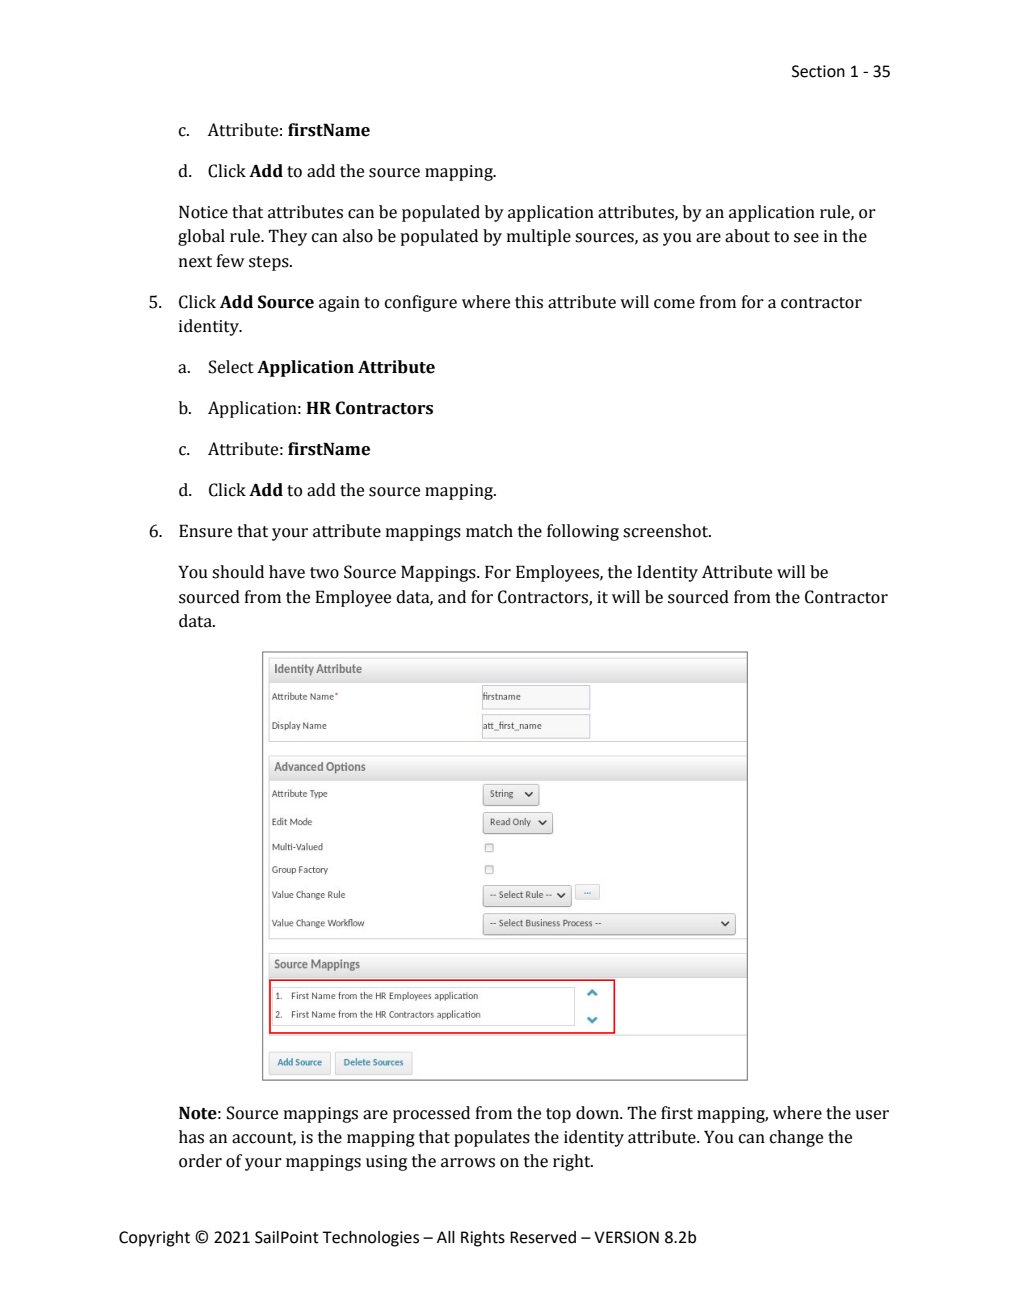 Section 1 - 35
c. Attribute: firstName
d. Click Add to add the source mapping.
Notice that attributes can be populated by application attributes, by an application rule, or
global rule. They can also be populated by multiple sources, as you are about to see in the
next few steps.
5. Click Add Source again to configure where this attribute will come from for a contractor
identity.
a. Select Application Attribute
b. Application: HR Contractors
c. Attribute: firstName
d. Click Add to add the source mapping.
6. Ensure that your attribute mappings match the following screenshot.
You should have two Source Mappings. For Employees, the Identity Attribute will be
sourced from the Employee data, and for Contractors, it will be sourced from the Contractor
data.
Identity Attribute
Attribute Name* firstname
Display Name att_first_name
Advanced Options
Attribute Type String
Edit Mode Read Only
Multi-Valued
Group Factory
Value Change Rule -- Select Rule -- ...
Value Change Workflow -- Select Business Process --
Source Mappings
1. First Name from the HR Employees application
2. First Name from the HR Contractors application
Add Source Delete Sources
Note: Source mappings are processed from the top down. The first mapping, where the user
has an account, is the mapping that populates the identity attribute. You can change the
order of your mappings using the arrows on the right.
Copyright © 2021 SailPoint Technologies – All Rights Reserved – VERSION 8.2b